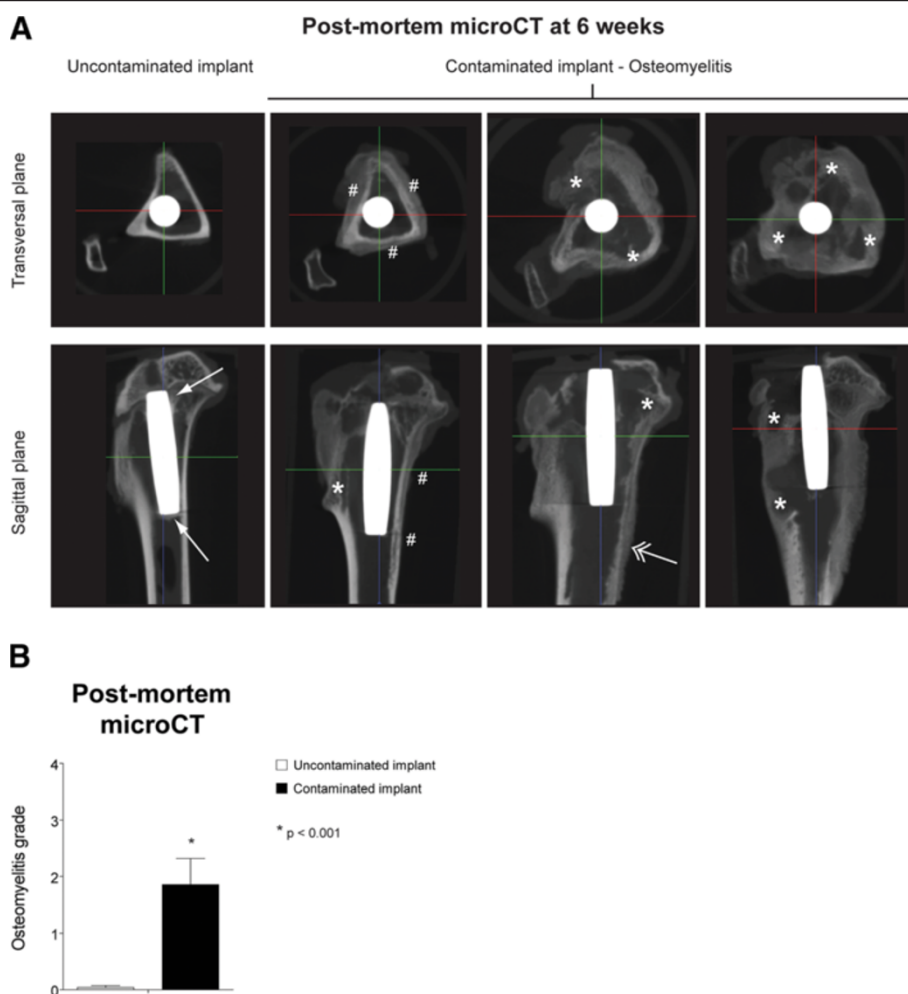 A
Post-mortem microCT at 6 weeks
Uncontaminated implant
Contaminated implant - Osteomyelitis
Transversal plane
# # #
* *
* * *
Sagittal plane
* # #
*
* *
B
Post-mortem
microCT
Osteomyelitis grade
4
3
2
1
0
*
Uncontaminated implant
Contaminated implant
* p < 0.001